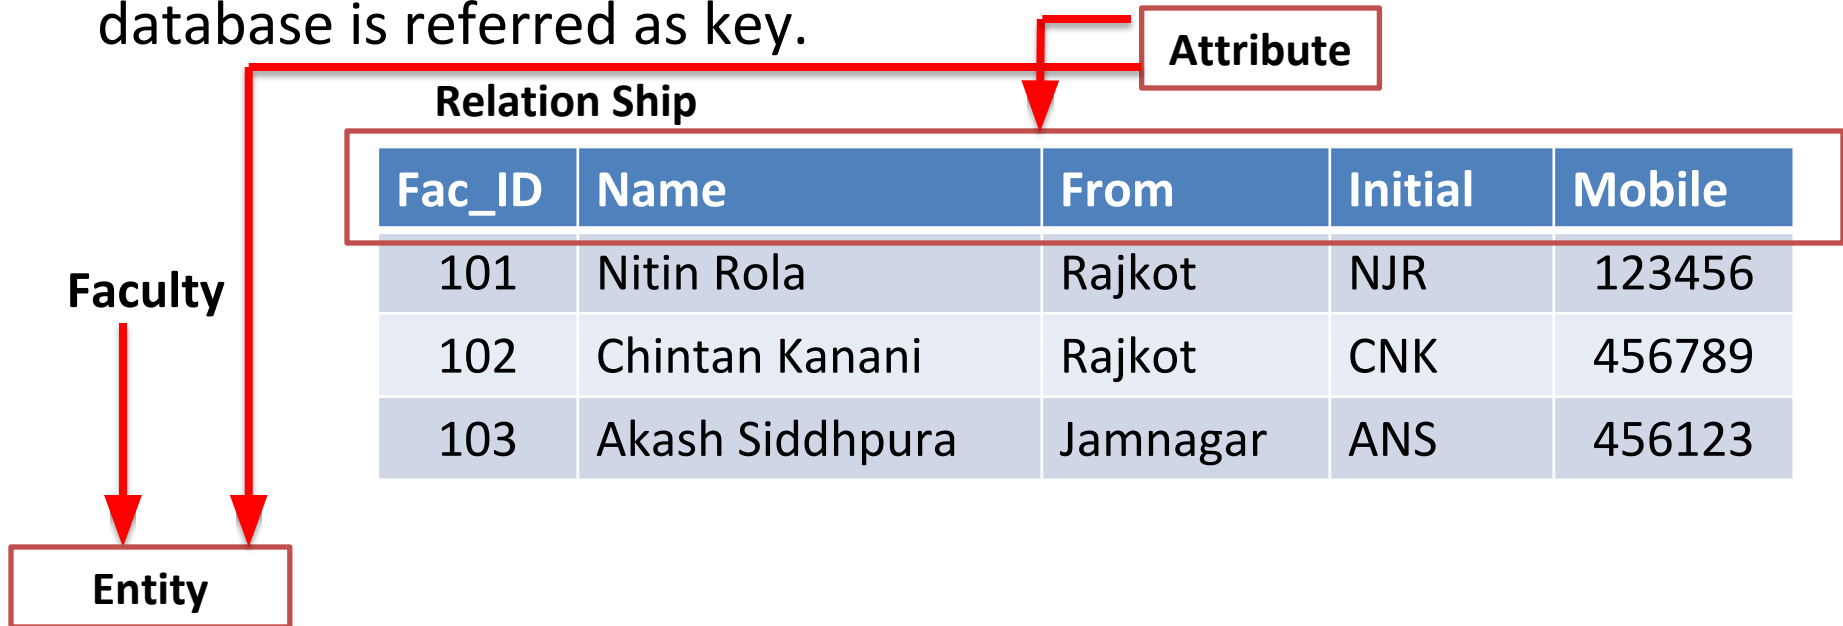 database is referred as key.
Attribute
Relation Ship
Fac_ID Name From Initial Mobile
101 Nitin Rola Rajkot NJR 123456
Faculty
102 Chintan Kanani Rajkot CNK 456789
103 Akash Siddhpura Jamnagar ANS 456123
Entity